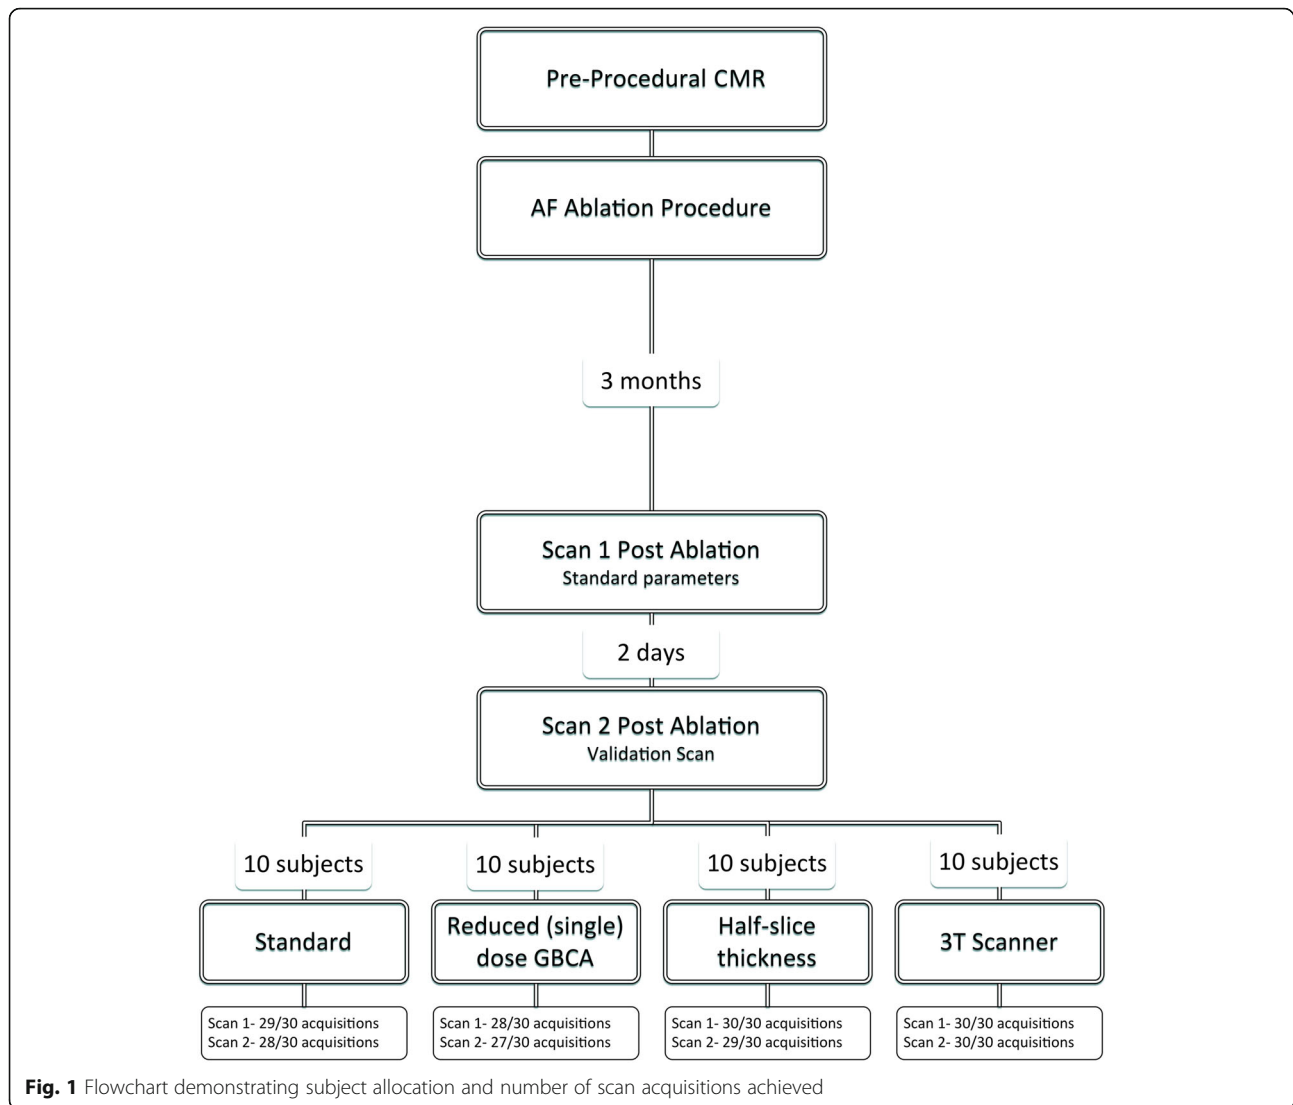 Pre-Procedural CMR
AF Ablation Procedure
3 months
Scan 1 Post Ablation
Standard parameters
2 days
Scan 2 Post Ablation
Validation Scan
10 subjects
10 subjects
10 subjects
10 subjects
Standard
Reduced (single)
dose GBCA
Half-slice
thickness
3T Scanner
Scan 1- 29/30 acquisitions
Scan 2- 28/30 acquisitions
Scan 1- 28/30 acquisitions
Scan 2- 27/30 acquisitions
Scan 1- 30/30 acquisitions
Scan 2- 29/30 acquisitions
Scan 1- 30/30 acquisitions
Scan 2- 30/30 acquisitions
Fig. 1 Flowchart demonstrating subject allocation and number of scan acquisitions achieved